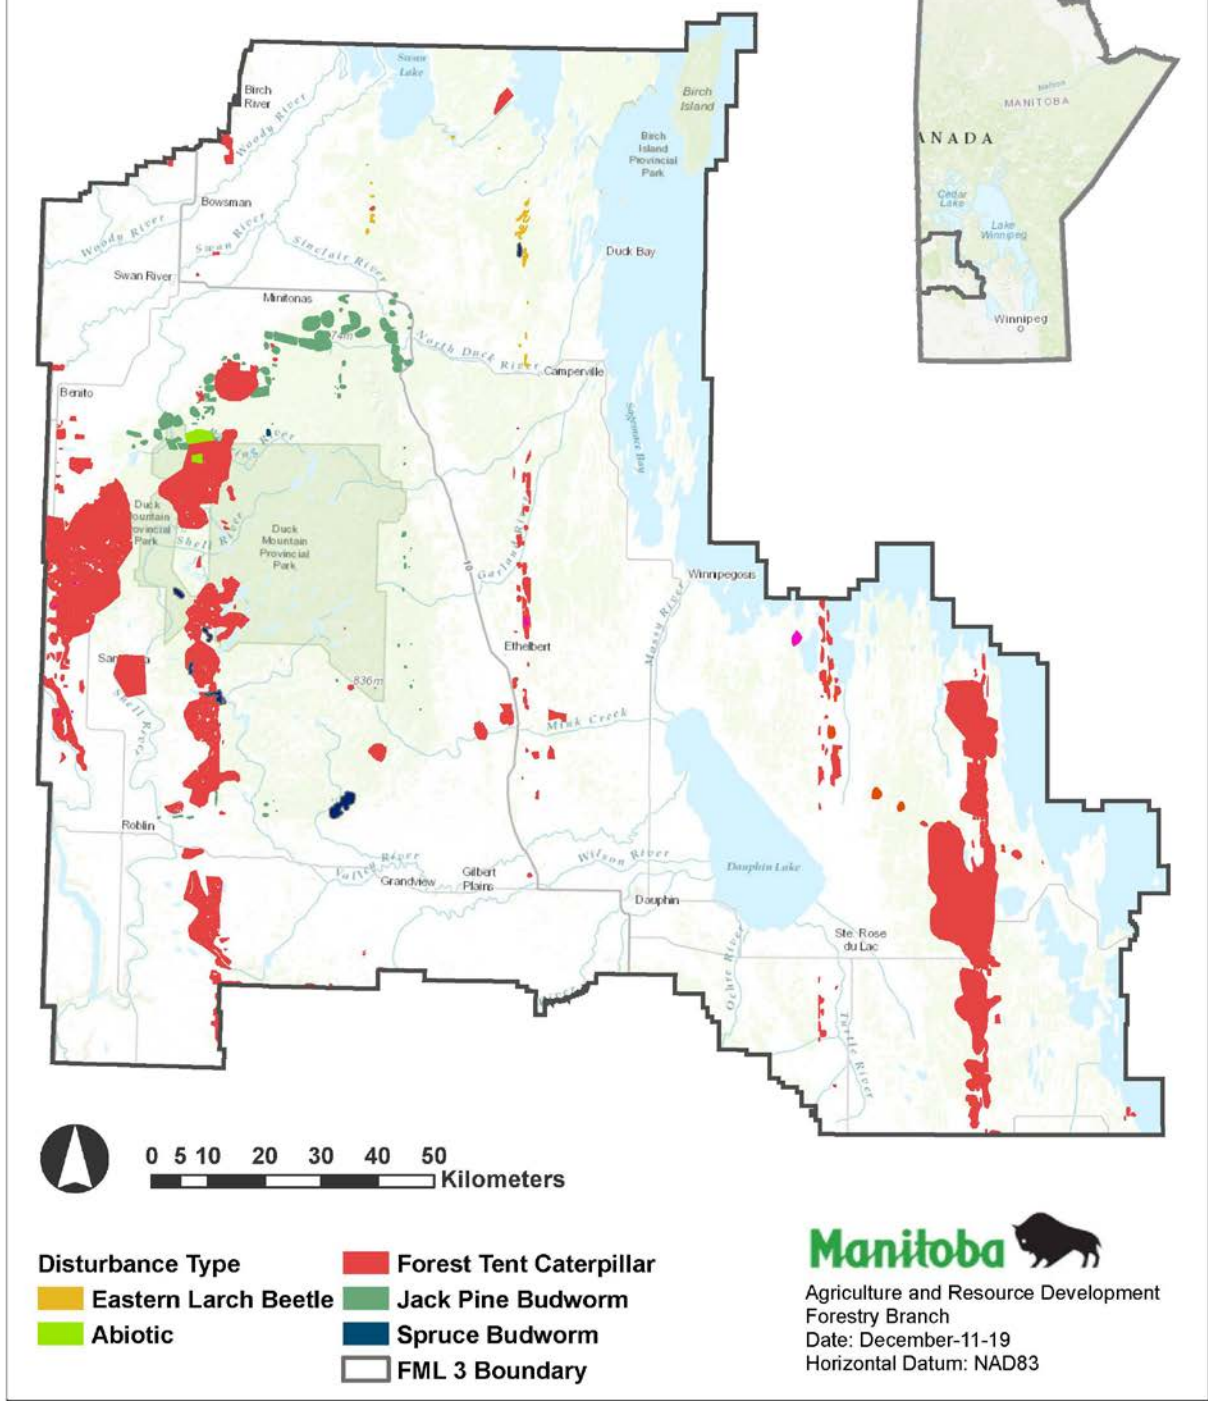 Swan
Lake
Birch
River
Woody River
Birch
Island
Birch
Island
Provincial
Park
Nelson
MANITOBA
ANADA
Cedar
Lake
Lake
Winnipeg
Winnipeg
Bowsman
Woody River
Swan River
Sinclair River
Duck Bay
Swan River
Minitonas
North Duck River
Camperville
Benito
Duck
ountain
ovincial
Park
Shell River
Duck
Mountain
Provincial
Park
10
Garland River
Winnipegosis
Mossy River
Ethelbert
836m
Shell River
Mink Creek
Roblin
Valley River
Grandview
Gilbert
Plains
Wilson River
Dauphin Lake
Dauphin
Ste. Rose
du Lac
Ochre River
Turtle River
0 5 10 20 30 40 50
Kilometers
Disturbance Type
Eastern Larch Beetle
Abiotic
Forest Tent Caterpillar
Jack Pine Budworm
Spruce Budworm
FML 3 Boundary
Manitoba
Agriculture and Resource Development
Forestry Branch
Date: December-11-19
Horizontal Datum: NAD83